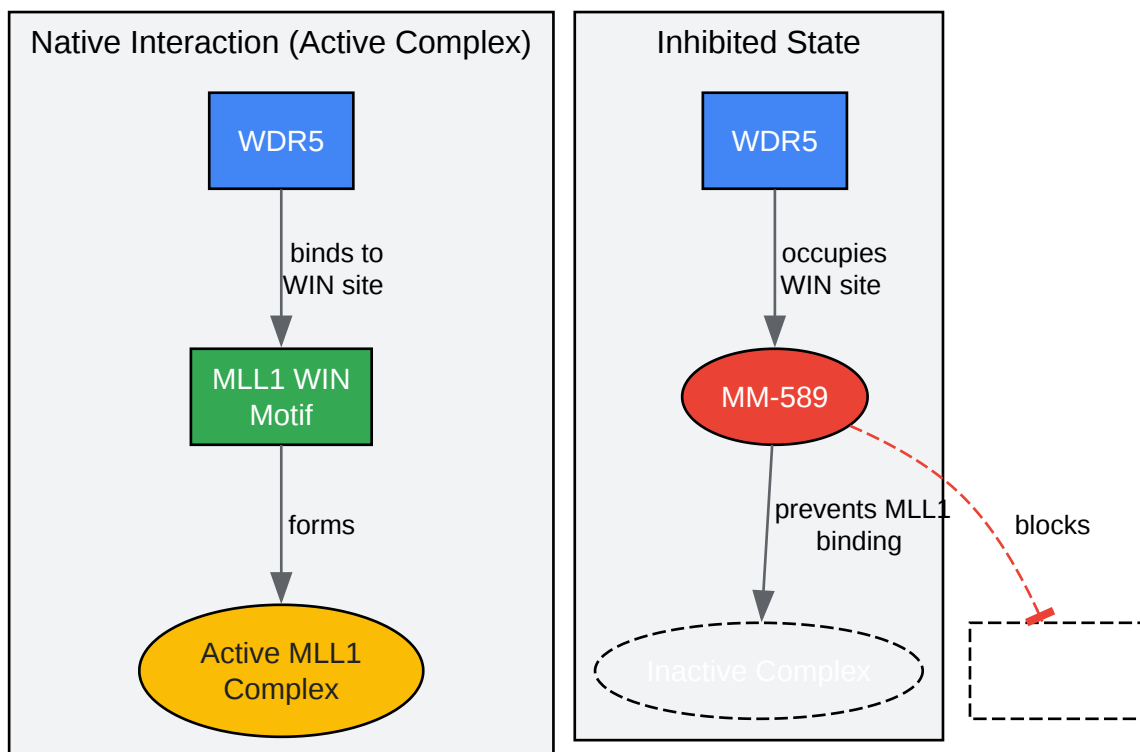 Native Interaction (Active Complex)
WDR5
binds to
WIN site
MLL1 WIN
Motif
forms
Active MLL1
Complex
Inhibited State
WDR5
occupies
WIN site
MM-589
prevents MLL1
binding
blocks
Inactive Complex